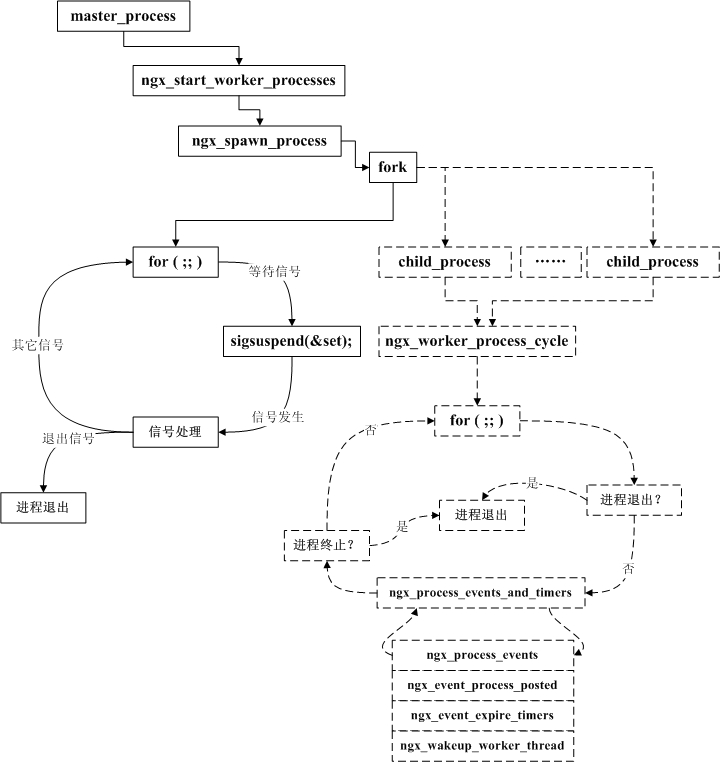 master_process
ngx_start_worker_processes
ngx_spawn_process
fork
for ( ;; )
等待信号
child_process
……
child_process
其它信号
sigsuspend(&set);
ngx_worker_process_cycle
信号发生
for ( ;; )
否
退出信号
信号处理
是
进程退出?
进程退出
进程退出
是
进程终止?
否
ngx_process_events_and_timers
ngx_process_events
ngx_event_process_posted
ngx_event_expire_timers
ngx_wakeup_worker_thread